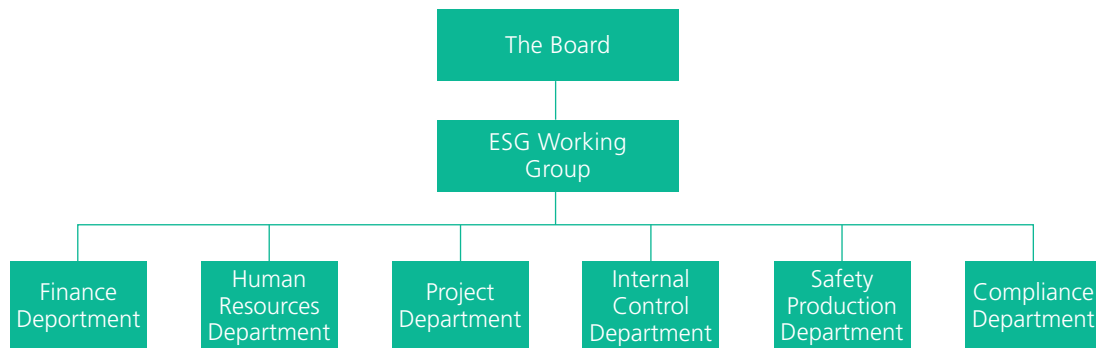 The Board
ESG Working
Group
Finance
Deportment
Human
Resources
Department
Project
Department
Internal
Control
Department
Safety
Production
Department
Compliance
Department